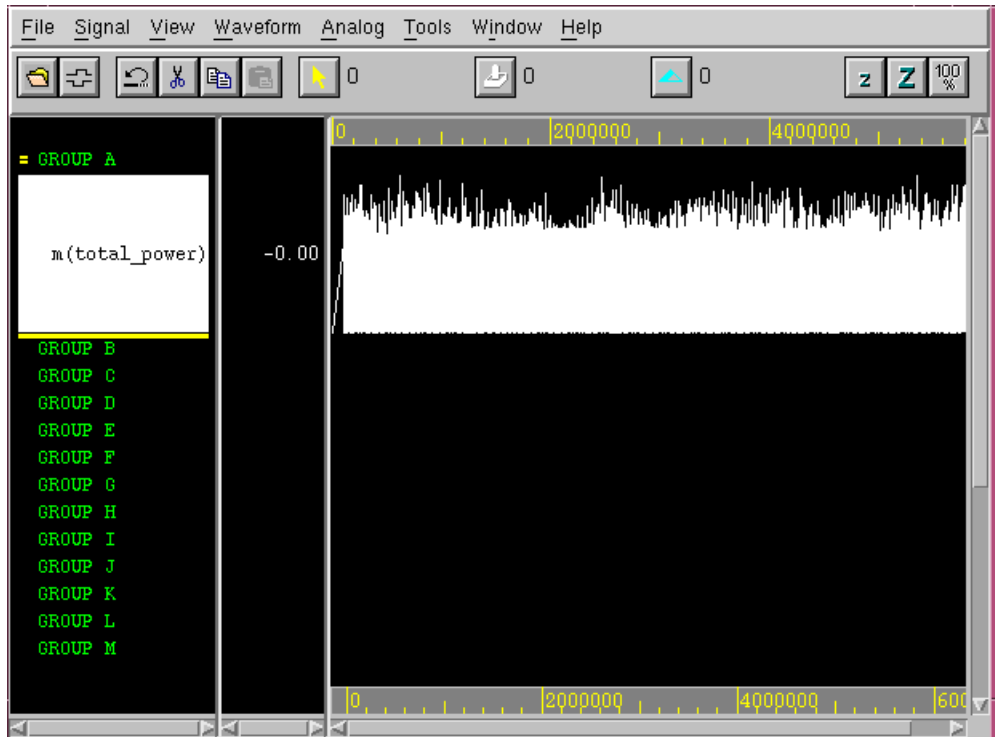 File Signal View Waveform Analog Tools Window Help
0 0 0 z Z 100 %
0 2000000 4000000
= GROUP A
m(total_power) -0.00
GROUP B
GROUP C
GROUP D
GROUP E
GROUP F
GROUP G
GROUP H
GROUP I
GROUP J
GROUP K
GROUP L
GROUP M
0 2000000 4000000 600